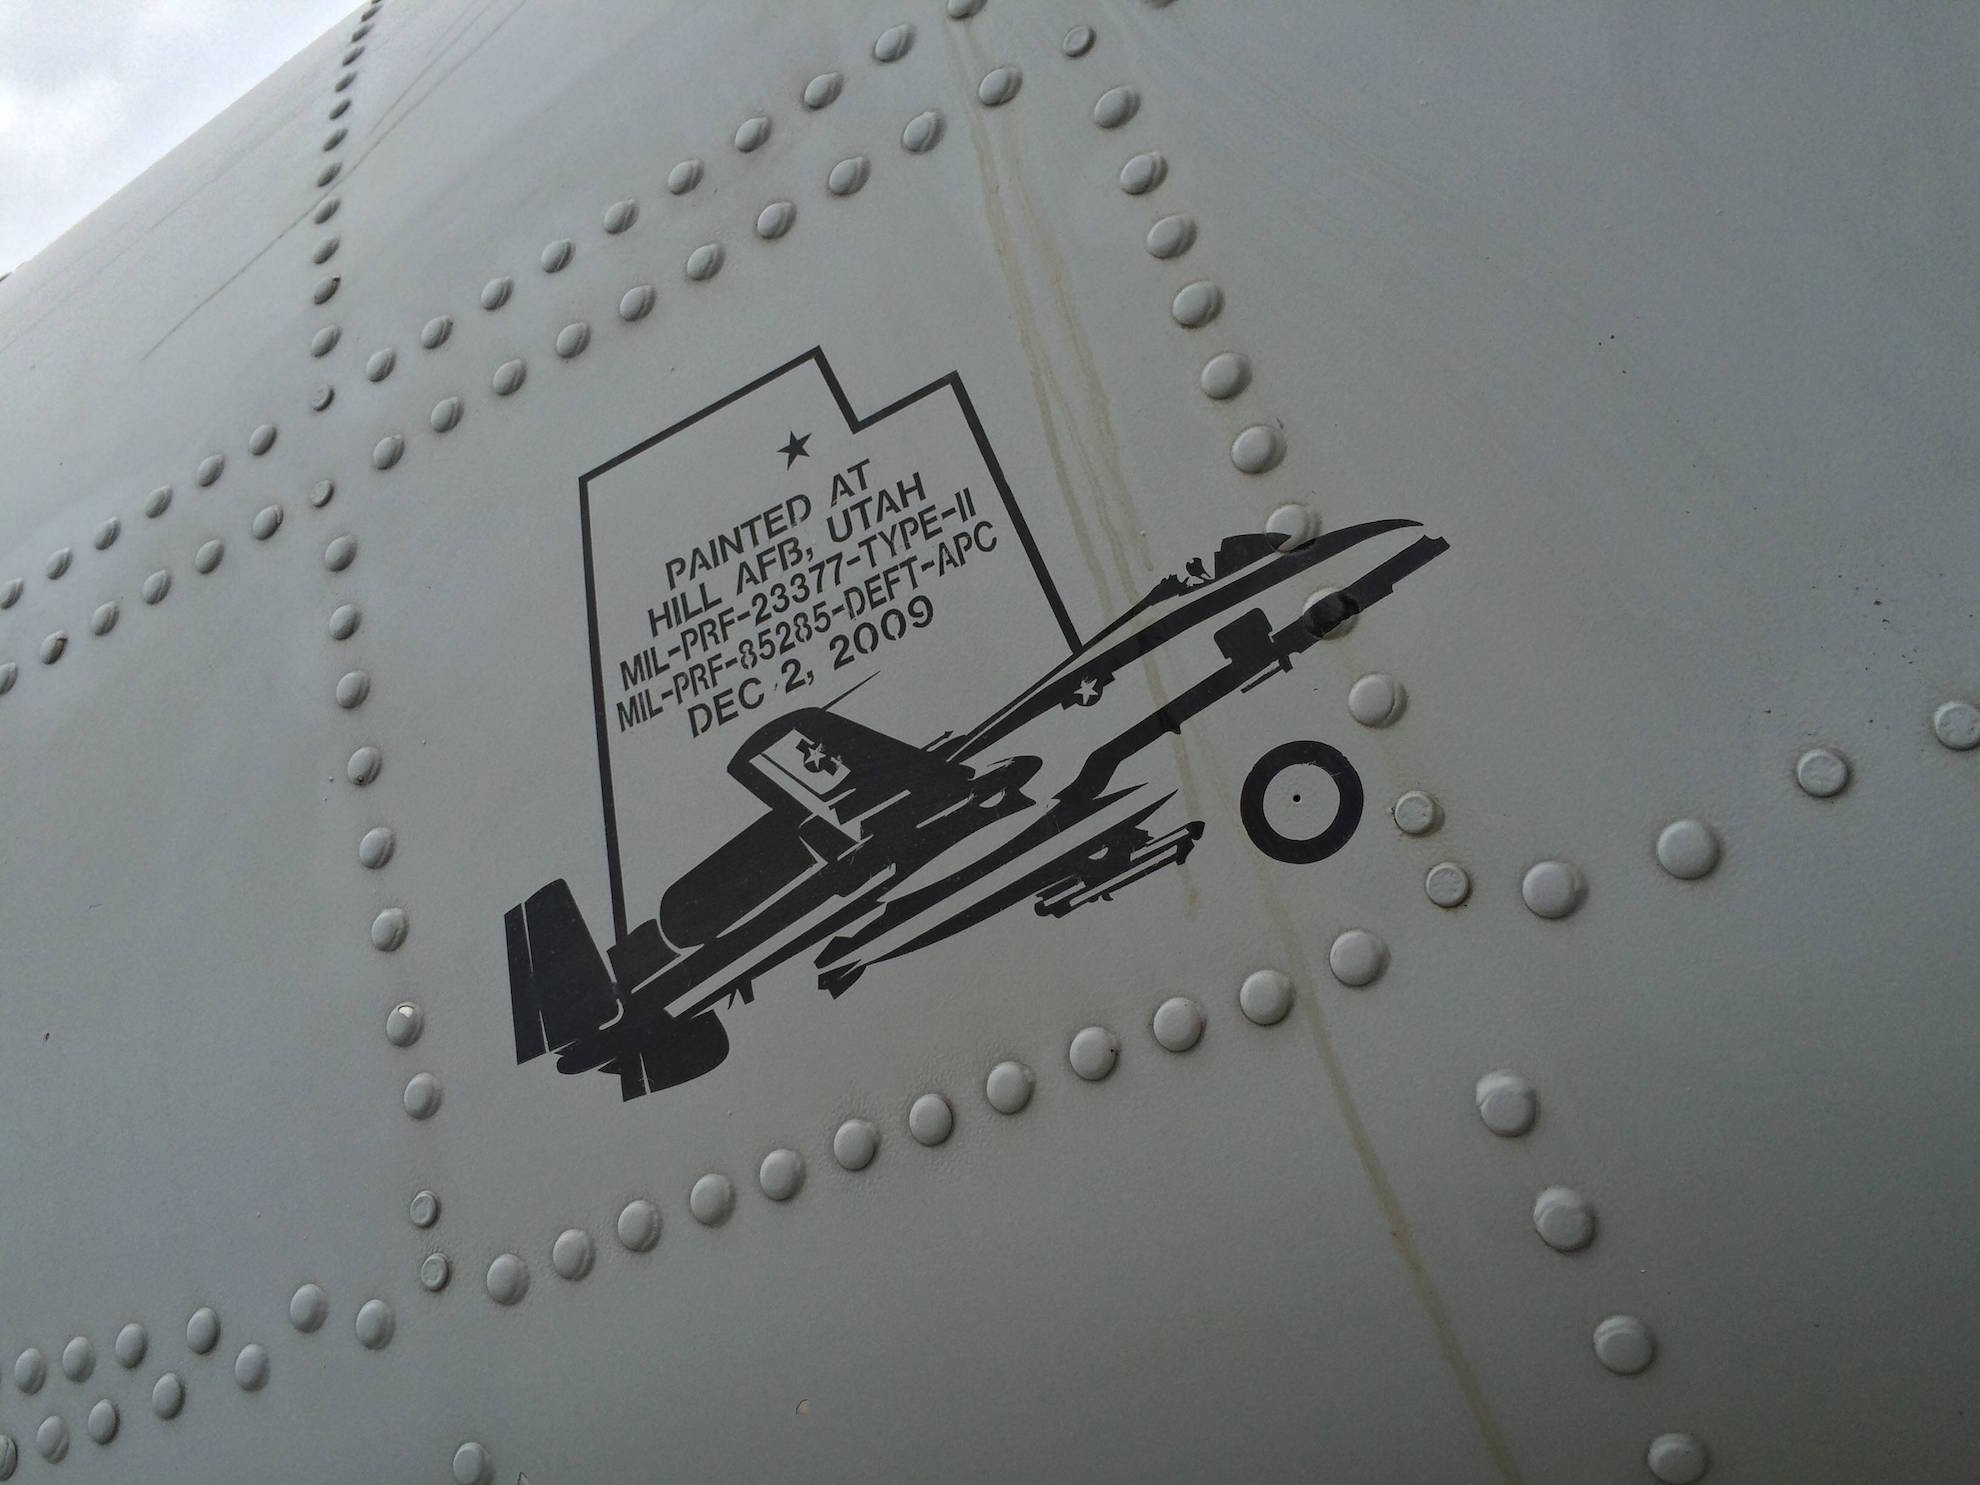 PAINTED AT
HILL AFB, UTAH
MIL-PRF-23377-TYPE-II
MIL-PRF-85285-DEFT-APC
DEC 2, 2009